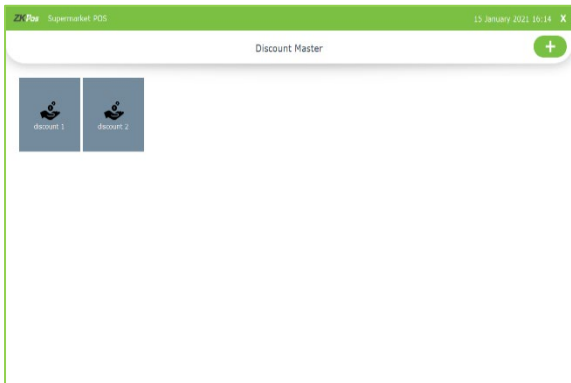 ZKPos Supermarket POS 15 January 2021 16:14 X
Discount Master
+
discount 1 discount 2